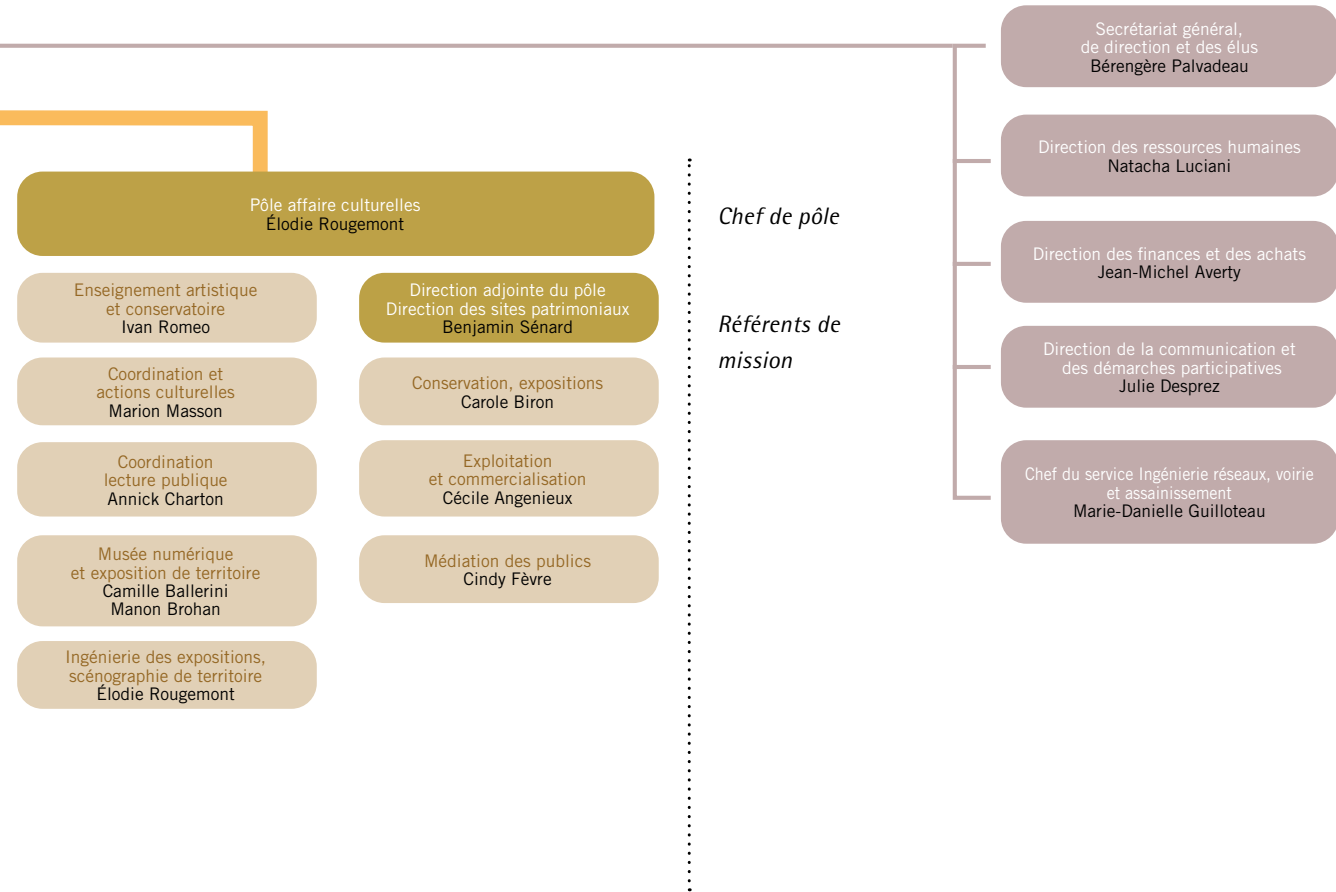 Pôle affaire culturelles
Élodie Rougemont
Enseignement artistique
et conservatoire
Ivan Romeo
Coordination et
actions culturelles
Marion Masson
Coordination
lecture publique
Annick Charton
Musée numérique
et exposition de territoire
Camille Ballerini
Manon Brohan
Ingénierie des expositions,
scénographie de territoire
Élodie Rougemont
Direction adjointe du pôle
Direction des sites patrimoniaux
Benjamin Sénard
Conservation, expositions
Carole Biron
Exploitation
et commercialisation
Cécile Angenieux
Médiation des publics
Cindy Fèvre
Chef de pôle
Référents de
mission
Secrétariat général,
de direction et des élus
Bérengère Palvadeau
Direction des ressources humaines
Natacha Luciani
Direction des finances et des achats
Jean-Michel Averty
Direction de la communication et
des démarches participatives
Julie Desprez
Chef du service Ingénierie réseaux, voirie
et assainissement
Marie-Danielle Guilloteau